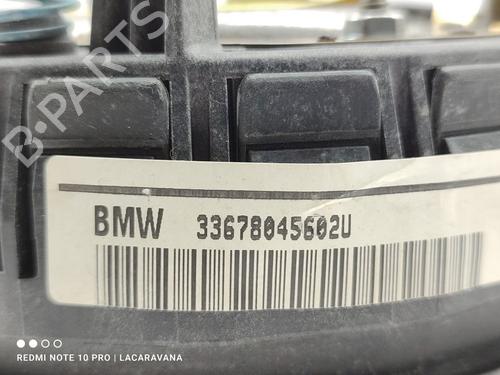 B-PARTS
BMW 33678045602U
REDMI NOTE 10 PRO | LACARAVANA